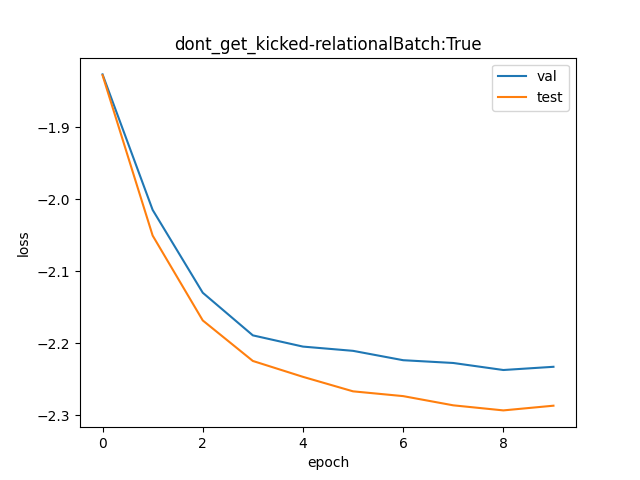 dont_get_kicked-relationalBatch:True
val
test
−1.9
−2.0
−2.1
−2.2
−2.3
loss
0
2
4
6
8
epoch